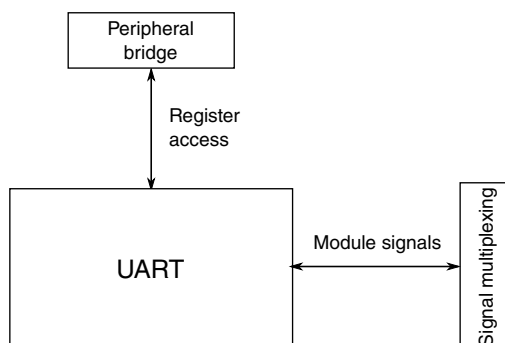 Peripheral
bridge
Register
access
UART
Module signals
Signal multiplexing